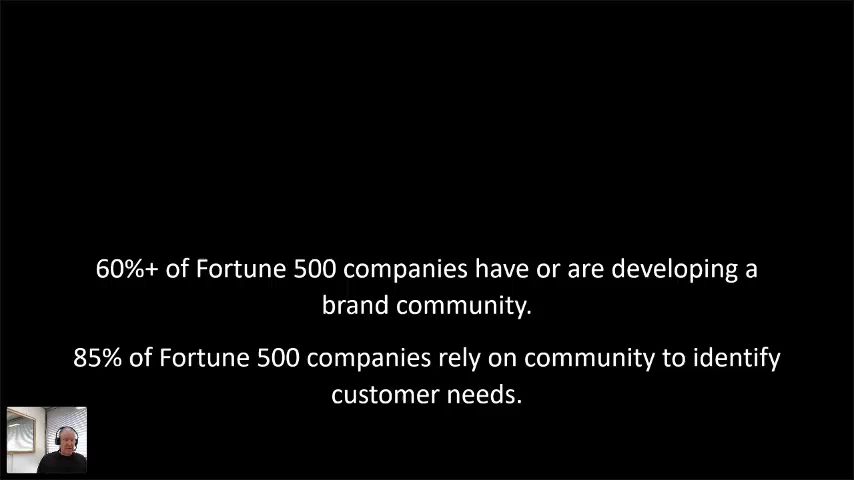 60%+ of Fortune 500 companies have or are developing a
brand community.
85% of Fortune 500 companies rely on community to identify
customer needs.